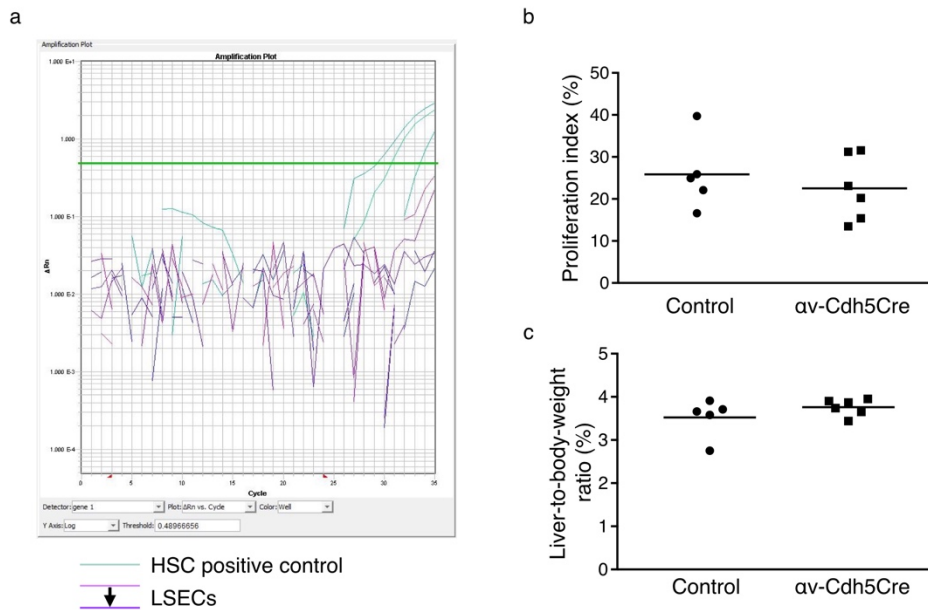 a
Amplification Plot
Amplification Plot
1.000 E+1
1.000
1.000 E-1
1.000 E-2
1.000 E-3
1.000 E-4
ΔRn
0 5 10 15 20 25 30 35
Cycle
Detector: gene 1 Plot: ΔRn vs. Cycle Color: Well
Y Axis: Log Threshold: 0.48966656
HSC positive control
LSECs
b
Proliferation index (%)
50
40
30
20
10
0
Control αv-Cdh5Cre
c
Liver-to-body-weight
ratio (%)
5
4
3
2
1
0
Control αv-Cdh5Cre